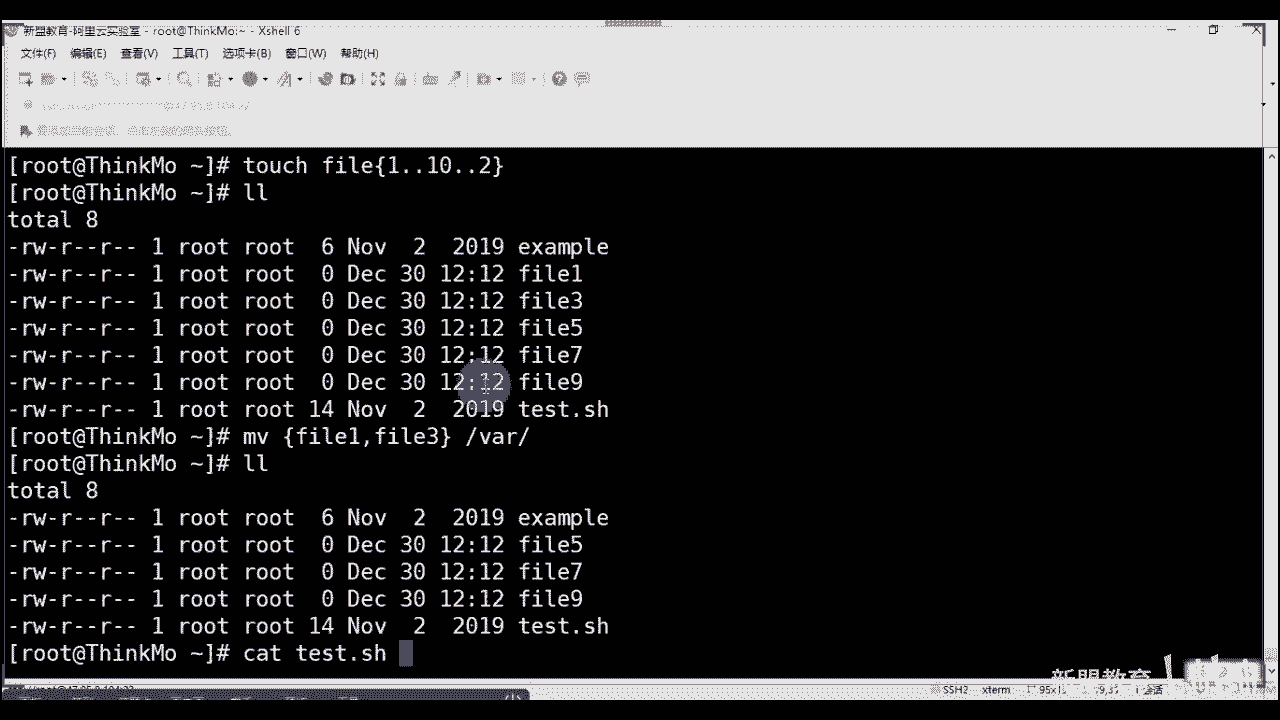 新盟教育-阿里云实验室 - root@ThinkMo:~ - Xshell 6
文件(F) 编辑(E) 查看(V) 工具(T) 选项卡(B) 窗口(W) 帮助(H)
[root@ThinkMo ~]# touch file{1..10..2}
[root@ThinkMo ~]# ll
total 8
-rw-r--r-- 1 root root  6 Nov  2  2019 example
-rw-r--r-- 1 root root  0 Dec 30 12:12 file1
-rw-r--r-- 1 root root  0 Dec 30 12:12 file3
-rw-r--r-- 1 root root  0 Dec 30 12:12 file5
-rw-r--r-- 1 root root  0 Dec 30 12:12 file7
-rw-r--r-- 1 root root  0 Dec 30 12:12 file9
-rw-r--r-- 1 root root 14 Nov  2  2019 test.sh
[root@ThinkMo ~]# mv {file1,file3} /var/
[root@ThinkMo ~]# ll
total 8
-rw-r--r-- 1 root root  6 Nov  2  2019 example
-rw-r--r-- 1 root root  0 Dec 30 12:12 file5
-rw-r--r-- 1 root root  0 Dec 30 12:12 file7
-rw-r--r-- 1 root root  0 Dec 30 12:12 file9
-rw-r--r-- 1 root root 14 Nov  2  2019 test.sh
[root@ThinkMo ~]# cat test.sh
新盟教育
SSH2 xterm